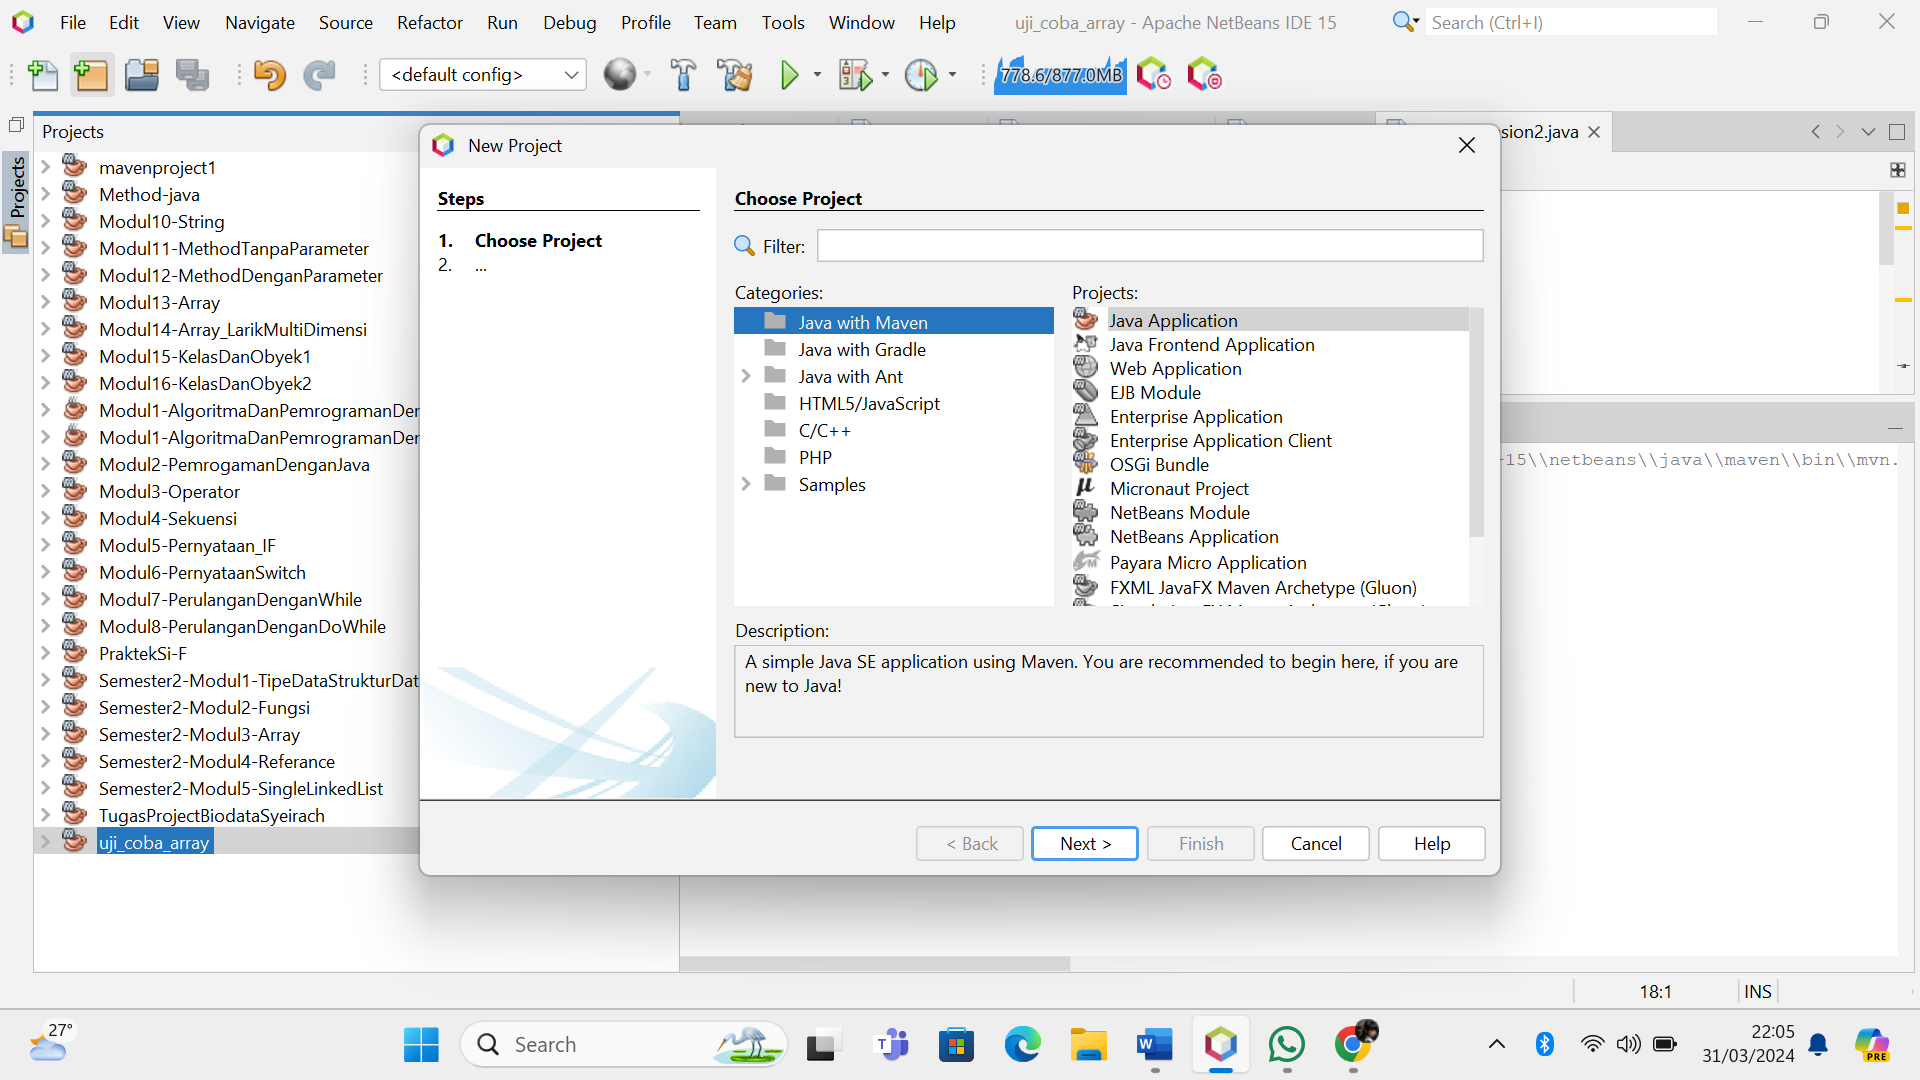 File Edit View Navigate Source Refactor Run Debug Profile Team Tools Window Help
uji_coba_array - Apache NetBeans IDE 15
Search (Ctrl+I)
<default config>
778.6/877.0MB
Projects
Projects
sion2.java
mavenproject1
Method-java
Modul10-String
Modul11-MethodTanpaParameter
Modul12-MethodDenganParameter
Modul13-Array
Modul14-Array_LarikMultiDimensi
Modul15-KelasDanObyek1
Modul16-KelasDanObyek2
Modul1-AlgoritmaDanPemrogramanDer
Modul1-AlgoritmaDanPemrogramanDer
Modul2-PemrogamanDenganJava
Modul3-Operator
Modul4-Sekuensi
Modul5-Pernyataan_IF
Modul6-PernyataanSwitch
Modul7-PerulanganDenganWhile
Modul8-PerulanganDenganDoWhile
PraktekSi-F
Semester2-Modul1-TipeDataStrukturDat
Semester2-Modul2-Fungsi
Semester2-Modul3-Array
Semester2-Modul4-Referance
Semester2-Modul5-SingleLinkedList
TugasProjectBiodataSyeirach
uji_coba_array
New Project
Steps
1. Choose Project
2. ...
Choose Project
Filter:
Categories:
Java with Maven
Java with Gradle
Java with Ant
HTML5/JavaScript
C/C++
PHP
Samples
Projects:
Java Application
Java Frontend Application
Web Application
EJB Module
Enterprise Application
Enterprise Application Client
OSGi Bundle
Micronaut Project
NetBeans Module
NetBeans Application
Payara Micro Application
FXML JavaFX Maven Archetype (Gluon)
Description:
A simple Java SE application using Maven. You are recommended to begin here, if you are
new to Java!
< Back
Next >
Finish
Cancel
Help
-15\\netbeans\\java\\maven\\bin\\mvn.
18:1
INS
27°
Search
22:05
31/03/2024
PRE